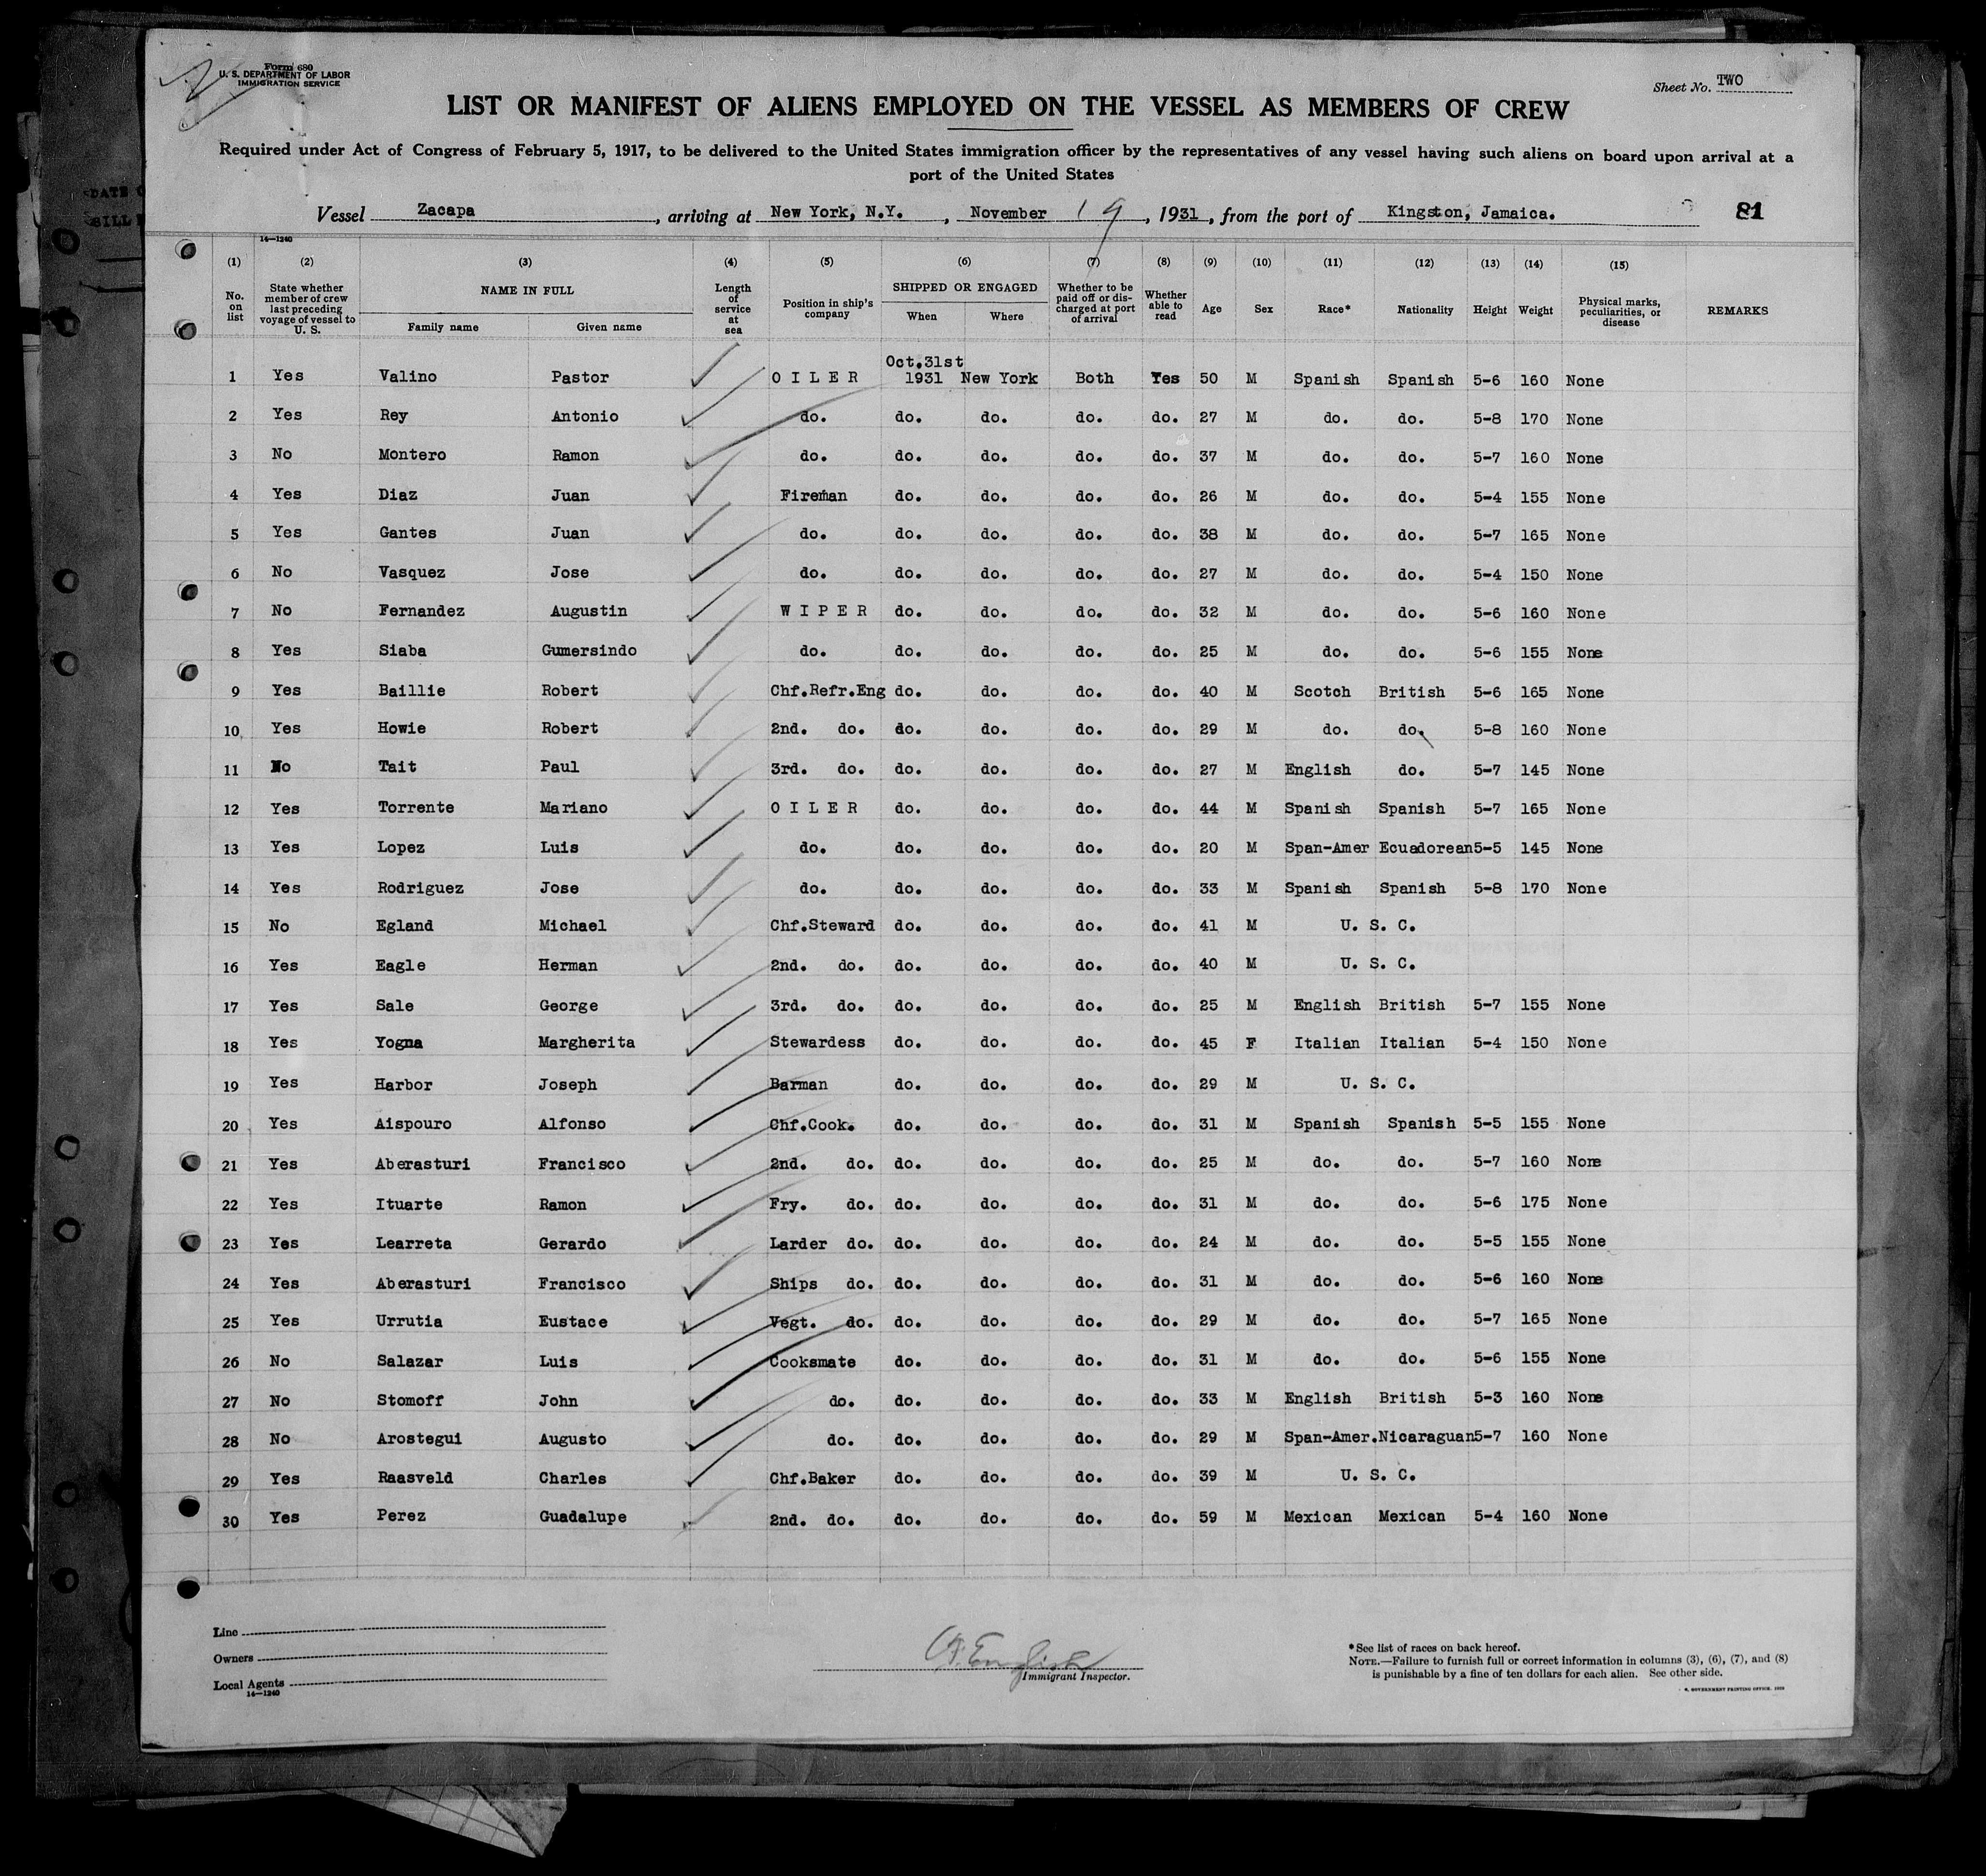 Form 680
U. S. DEPARTMENT OF LABOR
IMMIGRATION SERVICE
Sheet No. TWO
LIST OR MANIFEST OF ALIENS EMPLOYED ON THE VESSEL AS MEMBERS OF CREW
Required under Act of Congress of February 5, 1917, to be delivered to the United States immigration officer by the representatives of any vessel having such aliens on board upon arrival at a
port of the United States
Vessel Zacapa, arriving at New York, N.Y., November 19, 1931, from the port of Kingston, Jamaica. 81
14—1240
(1) (2) (3) (4) (5) (6) (7) (8) (9) (10) (11) (12) (13) (14) (15)
No. on list State whether member of crew last preceding voyage of vessel to U. S. NAME IN FULL Family name Given name Length of service at sea Position in ship's company SHIPPED OR ENGAGED When Where Whether to be paid off or discharged at port of arrival Whether able to read Age Sex Race* Nationality Height Weight Physical marks, peculiarities, or disease REMARKS
1 Yes Valino Pastor OILER Oct.31st 1931 New York Both Yes 50 M Spanish Spanish 5-6 160 None
2 Yes Rey Antonio do. do. do. do. do. 27 M do. do. 5-8 170 None
3 No Montero Ramon do. do. do. do. do. 37 M do. do. 5-7 160 None
4 Yes Diaz Juan Fireman do. do. do. do. 26 M do. do. 5-4 155 None
5 Yes Gantes Juan do. do. do. do. do. 38 M do. do. 5-7 165 None
6 No Vasquez Jose do. do. do. do. do. 27 M do. do. 5-4 150 None
7 No Fernandez Augustin WIPER do. do. do. do. 32 M do. do. 5-6 160 None
8 Yes Siaba Gumersindo do. do. do. do. do. 25 M do. do. 5-6 155 None
9 Yes Baillie Robert Chf.Refr.Eng do. do. do. do. 40 M Scotch British 5-6 165 None
10 Yes Howie Robert 2nd. do. do. do. do. do. 29 M do. do. 5-8 160 None
11 No Tait Paul 3rd. do. do. do. do. do. 27 M English do. 5-7 145 None
12 Yes Torrente Mariano OILER do. do. do. do. 44 M Spanish Spanish 5-7 165 None
13 Yes Lopez Luis do. do. do. do. do. 20 M Span-Amer Ecuadorean 5-5 145 None
14 Yes Rodriguez Jose do. do. do. do. do. 33 M Spanish Spanish 5-8 170 None
15 No Egland Michael Chf.Steward do. do. do. do. 41 M U. S. C.
16 Yes Eagle Herman 2nd. do. do. do. do. do. 40 M U. S. C.
17 Yes Sale George 3rd. do. do. do. do. do. 25 M English British 5-7 155 None
18 Yes Yogna Margherita Stewardess do. do. do. do. 45 F Italian Italian 5-4 150 None
19 Yes Harbor Joseph Barman do. do. do. do. 29 M U. S. C.
20 Yes Aispouro Alfonso Chf.Cook. do. do. do. do. 31 M Spanish Spanish 5-5 155 None
21 Yes Aberasturi Francisco 2nd. do. do. do. do. do. 25 M do. do. 5-7 160 None
22 Yes Ituarte Ramon Fry. do. do. do. do. do. 31 M do. do. 5-6 175 None
23 Yes Learreta Gerardo Larder do. do. do. do. do. 24 M do. do. 5-5 155 None
24 Yes Aberasturi Francisco Ships do. do. do. do. do. 31 M do. do. 5-6 160 None
25 Yes Urrutia Eustace Vegt. do. do. do. do. do. 29 M do. do. 5-7 165 None
26 No Salazar Luis Cooksmate do. do. do. do. 31 M do. do. 5-6 155 None
27 No Stomoff John do. do. do. do. do. 33 M English British 5-3 160 None
28 No Arostegui Augusto do. do. do. do. do. 29 M Span-Amer. Nicaraguan 5-7 160 None
29 Yes Raasveld Charles Chf.Baker do. do. do. do. 39 M U. S. C.
30 Yes Perez Guadalupe 2nd. do. do. do. do. do. 59 M Mexican Mexican 5-4 160 None
Line
Owners
Local Agents
14—1240
English
Immigrant Inspector.
*See list of races on back hereof.
NOTE.—Failure to furnish full or correct information in columns (3), (6), (7), and (8)
is punishable by a fine of ten dollars for each alien. See other side.
GOVERNMENT PRINTING OFFICE